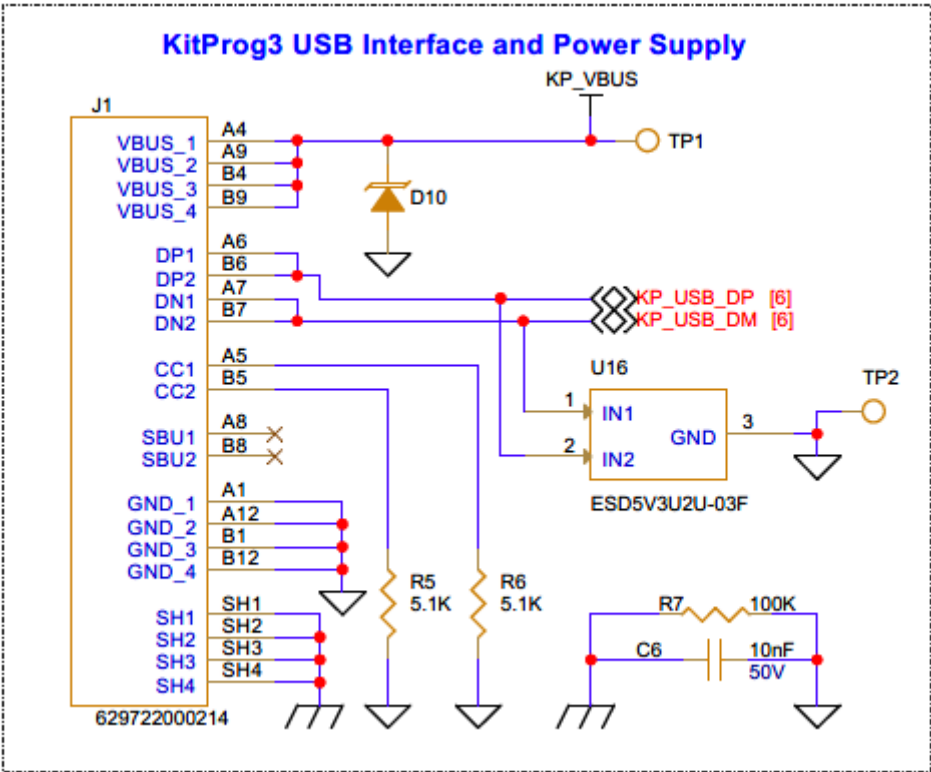 KitProg3 USB Interface and Power Supply
KP_VBUS
J1
VBUS_1 A4
TP1
VBUS_2 A9
VBUS_3 B4
VBUS_4 B9
D10
DP1 A6
DP2 B6
DN1 A7
KP_USB_DP [6]
DN2 B7
KP_USB_DM [6]
CC1 A5
CC2 B5
U16
TP2
1 IN1
GND 3
2 IN2
ESD5V3U2U-03F
SBU1 A8
SBU2 B8
GND_1 A1
GND_2 A12
GND_3 B1
GND_4 B12
R5
5.1K
R6
5.1K
SH1 SH1
SH2 SH2
SH3 SH3
SH4 SH4
R7 100K
C6 10nF
50V
629722000214